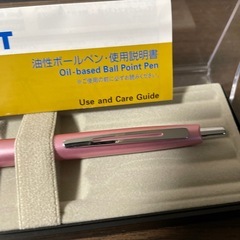 油性ボールペン・使用説明書
Oil-based Ball Point Pen
Use and Care Guide